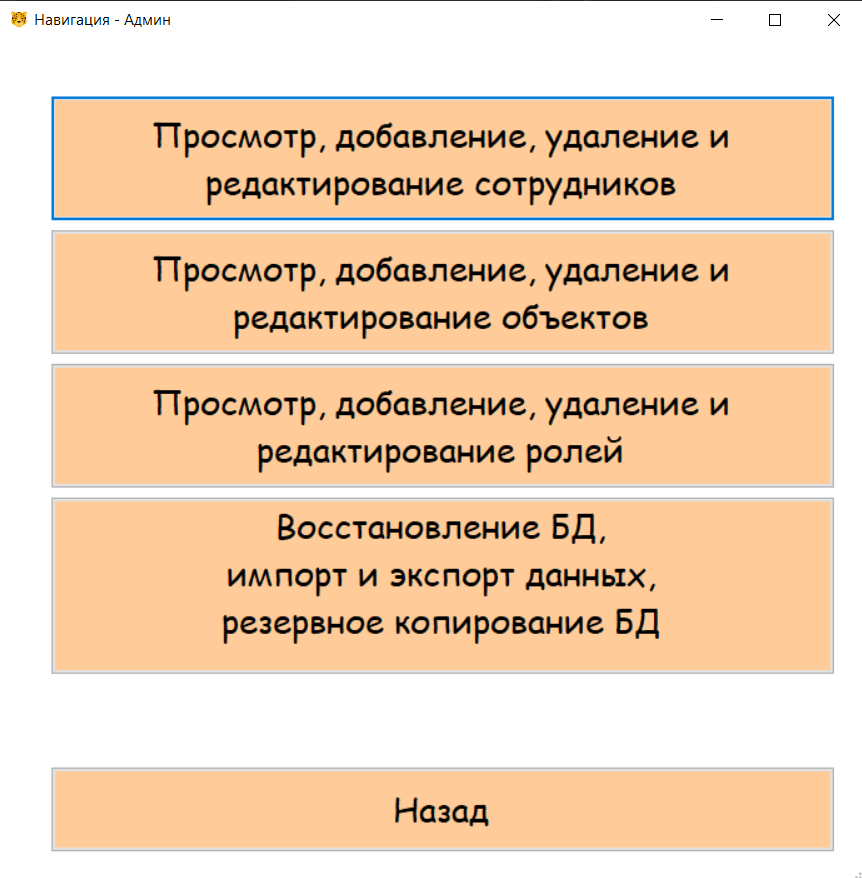 Навигация - Админ
Просмотр, добавление, удаление и
редактирование сотрудников
Просмотр, добавление, удаление и
редактирование объектов
Просмотр, добавление, удаление и
редактирование ролей
Восстановление БД,
импорт и экспорт данных,
резервное копирование БД
Назад